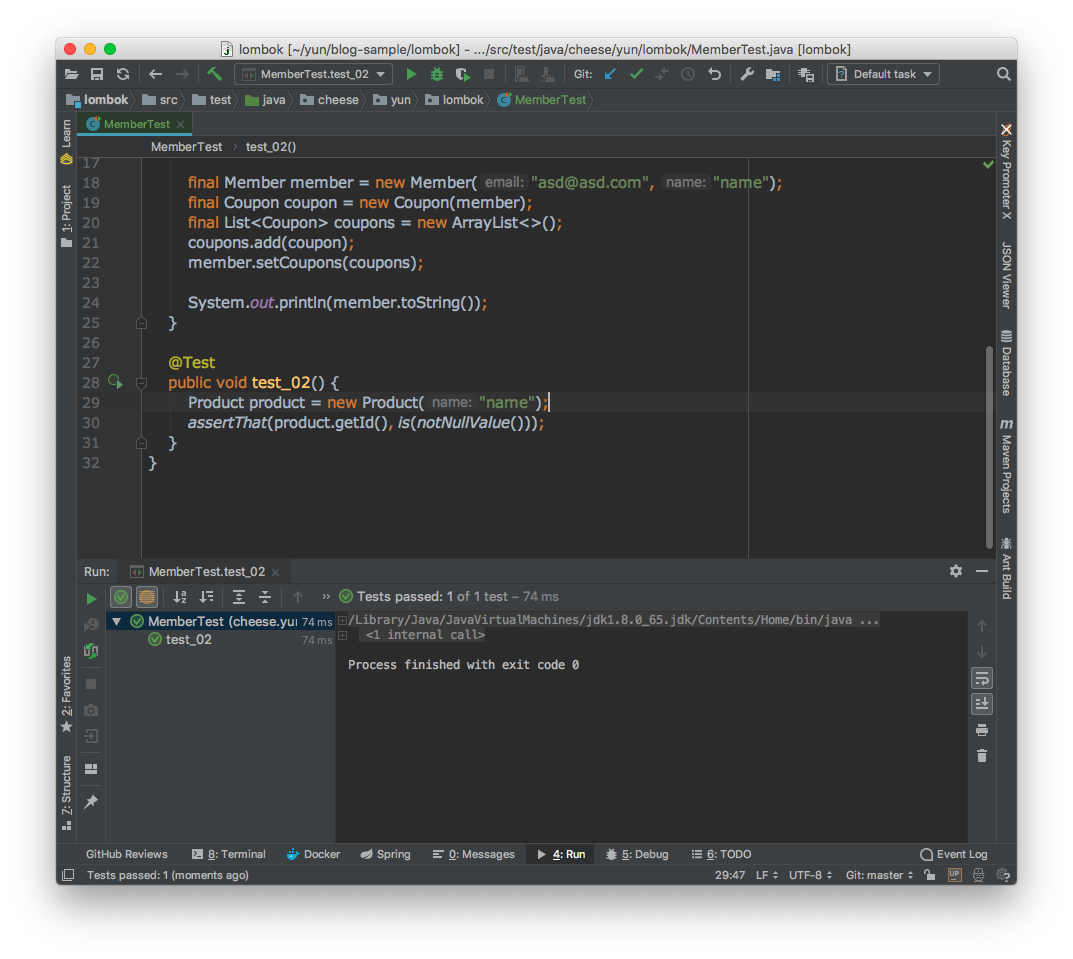 lombok [~/yun/blog-sample/lombok] - .../src/test/java/cheese/yun/lombok/MemberTest.java [lombok]
MemberTest.test_02 Git: Default task
lombok src test java cheese yun lombok MemberTest
MemberTest
MemberTest test_02()
Learn
1: Project
2: Favorites
Z: Structure
17
18 final Member member = new Member( email: "asd@asd.com", name: "name");
19 final Coupon coupon = new Coupon(member);
20 final List<Coupon> coupons = new ArrayList<>();
21 coupons.add(coupon);
22 member.setCoupons(coupons);
23
24 System.out.println(member.toString());
25 }
26
27 @Test
28 public void test_02() {
29 Product product = new Product( name: "name");
30 assertThat(product.getId(), is(notNullValue()));
31 }
32 }
Key Promoter X
JSON Viewer
Database
m Maven Projects
Ant Build
Run: MemberTest.test_02
Tests passed: 1 of 1 test – 74 ms
MemberTest (cheese.yun 74 ms
test_02 74 ms
/Library/Java/JavaVirtualMachines/jdk1.8.0_65.jdk/Contents/Home/bin/java ...
<1 internal call>
Process finished with exit code 0
GitHub Reviews 8: Terminal Docker Spring 0: Messages 4: Run 5: Debug 6: TODO Event Log
Tests passed: 1 (moments ago) 29:47 LF UTF-8 Git: master UP